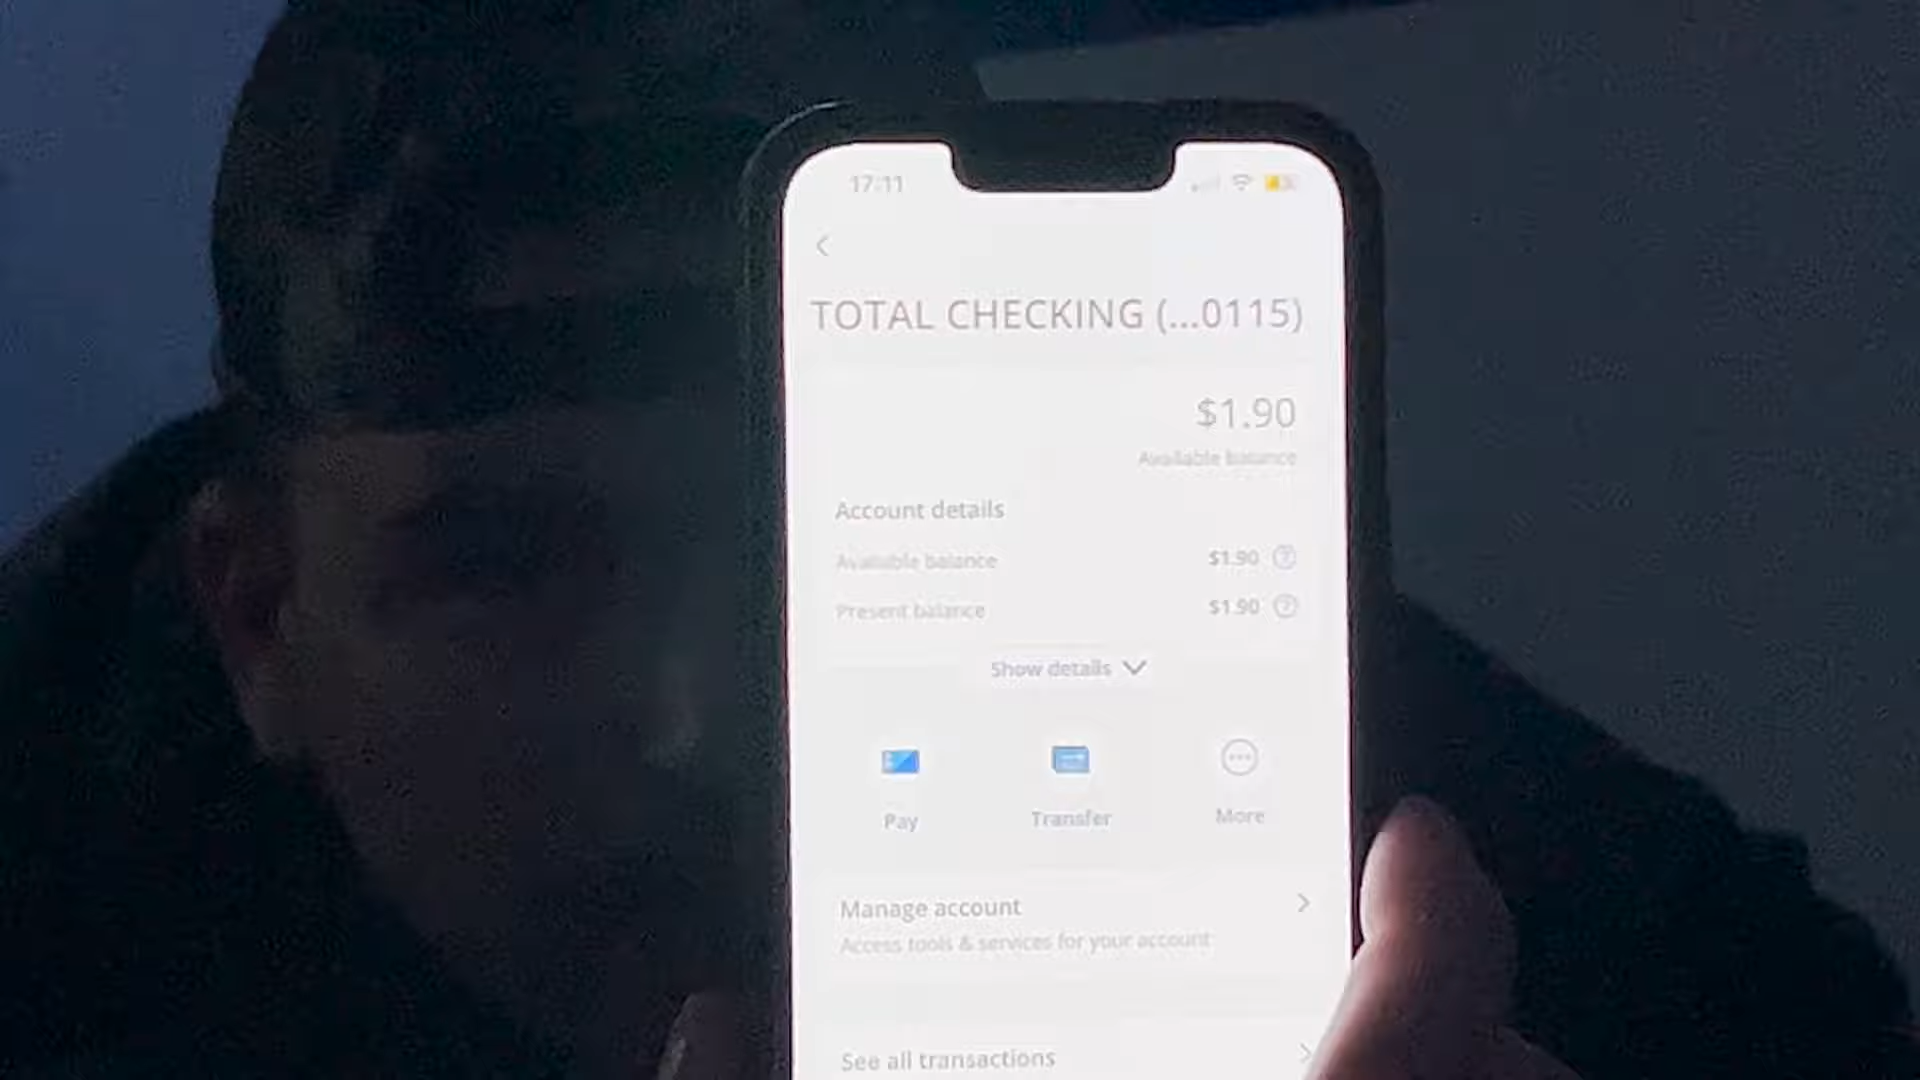 17:11
TOTAL CHECKING (...0115)
$1.90
Available balance
Account details
Available balance $1.90
Present balance $1.90
Show details
Pay Transfer More
Manage account
Access tools & services for your account
See all transactions